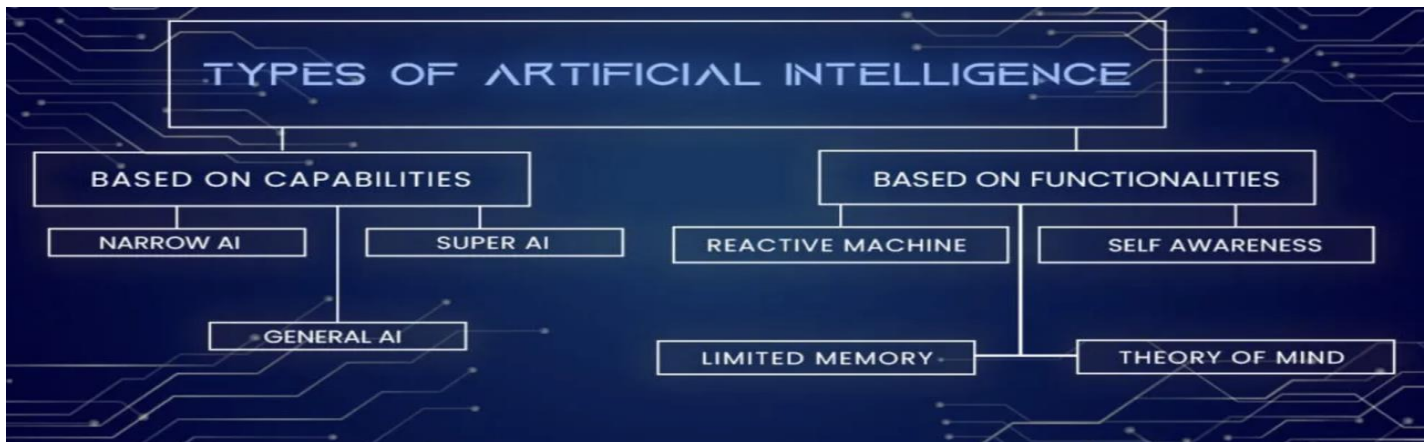 TYPES OF ARTIFICIAL INTELLIGENCE
BASED ON CAPABILITIES
NARROW AI
SUPER AI
GENERAL AI
BASED ON FUNCTIONALITIES
REACTIVE MACHINE
SELF AWARENESS
LIMITED MEMORY
THEORY OF MIND